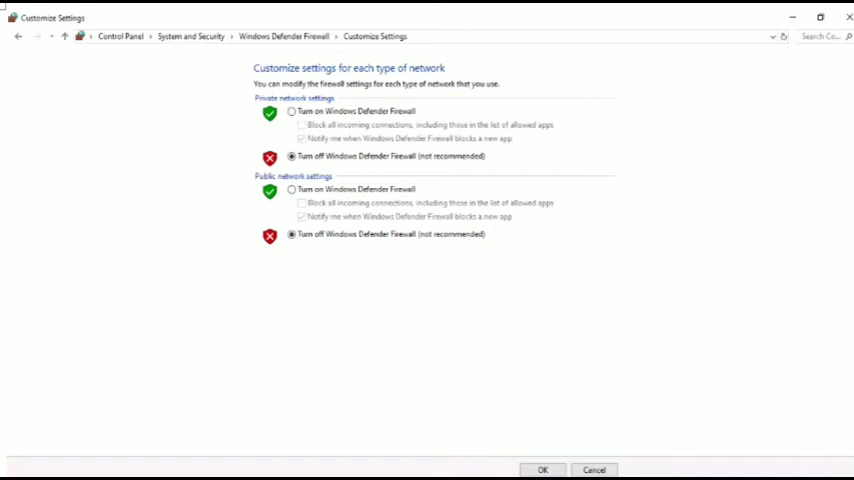 Customize Settings
Control Panel > System and Security > Windows Defender Firewall > Customize Settings
Search Co...
Customize settings for each type of network
You can modify the firewall settings for each type of network that you use.
Private network settings
Turn on Windows Defender Firewall
Block all incoming connections, including those in the list of allowed apps
Notify me when Windows Defender Firewall blocks a new app
Turn off Windows Defender Firewall (not recommended)
Public network settings
Turn on Windows Defender Firewall
Block all incoming connections, including those in the list of allowed apps
Notify me when Windows Defender Firewall blocks a new app
Turn off Windows Defender Firewall (not recommended)
OK Cancel